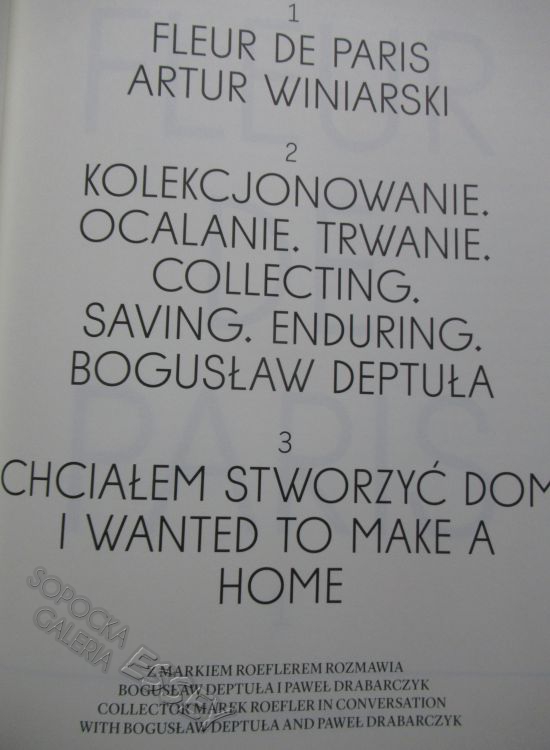 1
FLEUR DE PARIS
ARTUR WINIARSKI
2
KOLEKCJONOWANIE.
OCALANIE. TRWANIE.
COLLECTING.
SAVING. ENDURING.
BOGUSŁAW DEPTUŁA
3
CHCIAŁEM STWORZYĆ DOM
I WANTED TO MAKE A
HOME
SOPOCKA
GALERIA
ESSEY
Z MARKIEM ROEFLEREM ROZMAWIA
BOGUSŁAW DEPTUŁA I PAWEŁ DRABARCZYK
COLLECTOR MAREK ROEFLER IN CONVERSATION
WITH BOGUSŁAW DEPTUŁA AND PAWEŁ DRABARCZYK